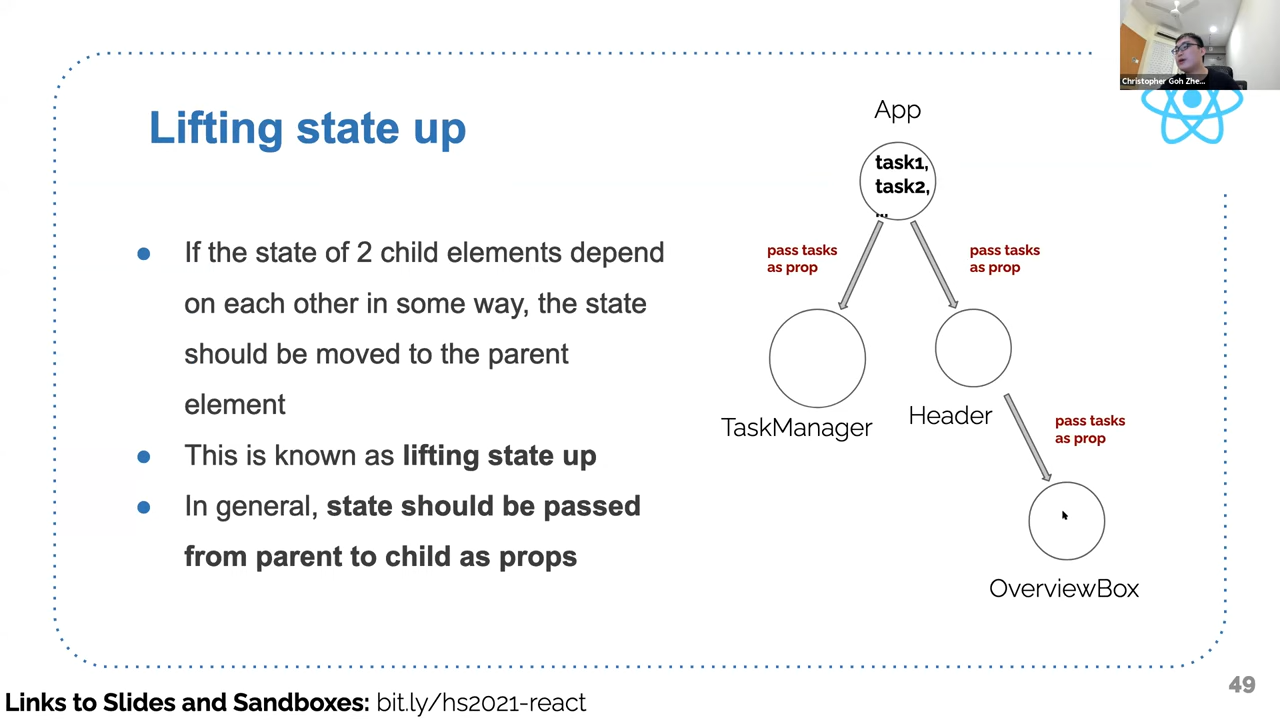 Christopher Goh Zhe...
Lifting state up
● If the state of 2 child elements depend
on each other in some way, the state
should be moved to the parent
element
● This is known as lifting state up
● In general, state should be passed
from parent to child as props
App
task1,
task2,
...
pass tasks
as prop
pass tasks
as prop
TaskManager
Header
pass tasks
as prop
OverviewBox
49
Links to Slides and Sandboxes: bit.ly/hs2021-react